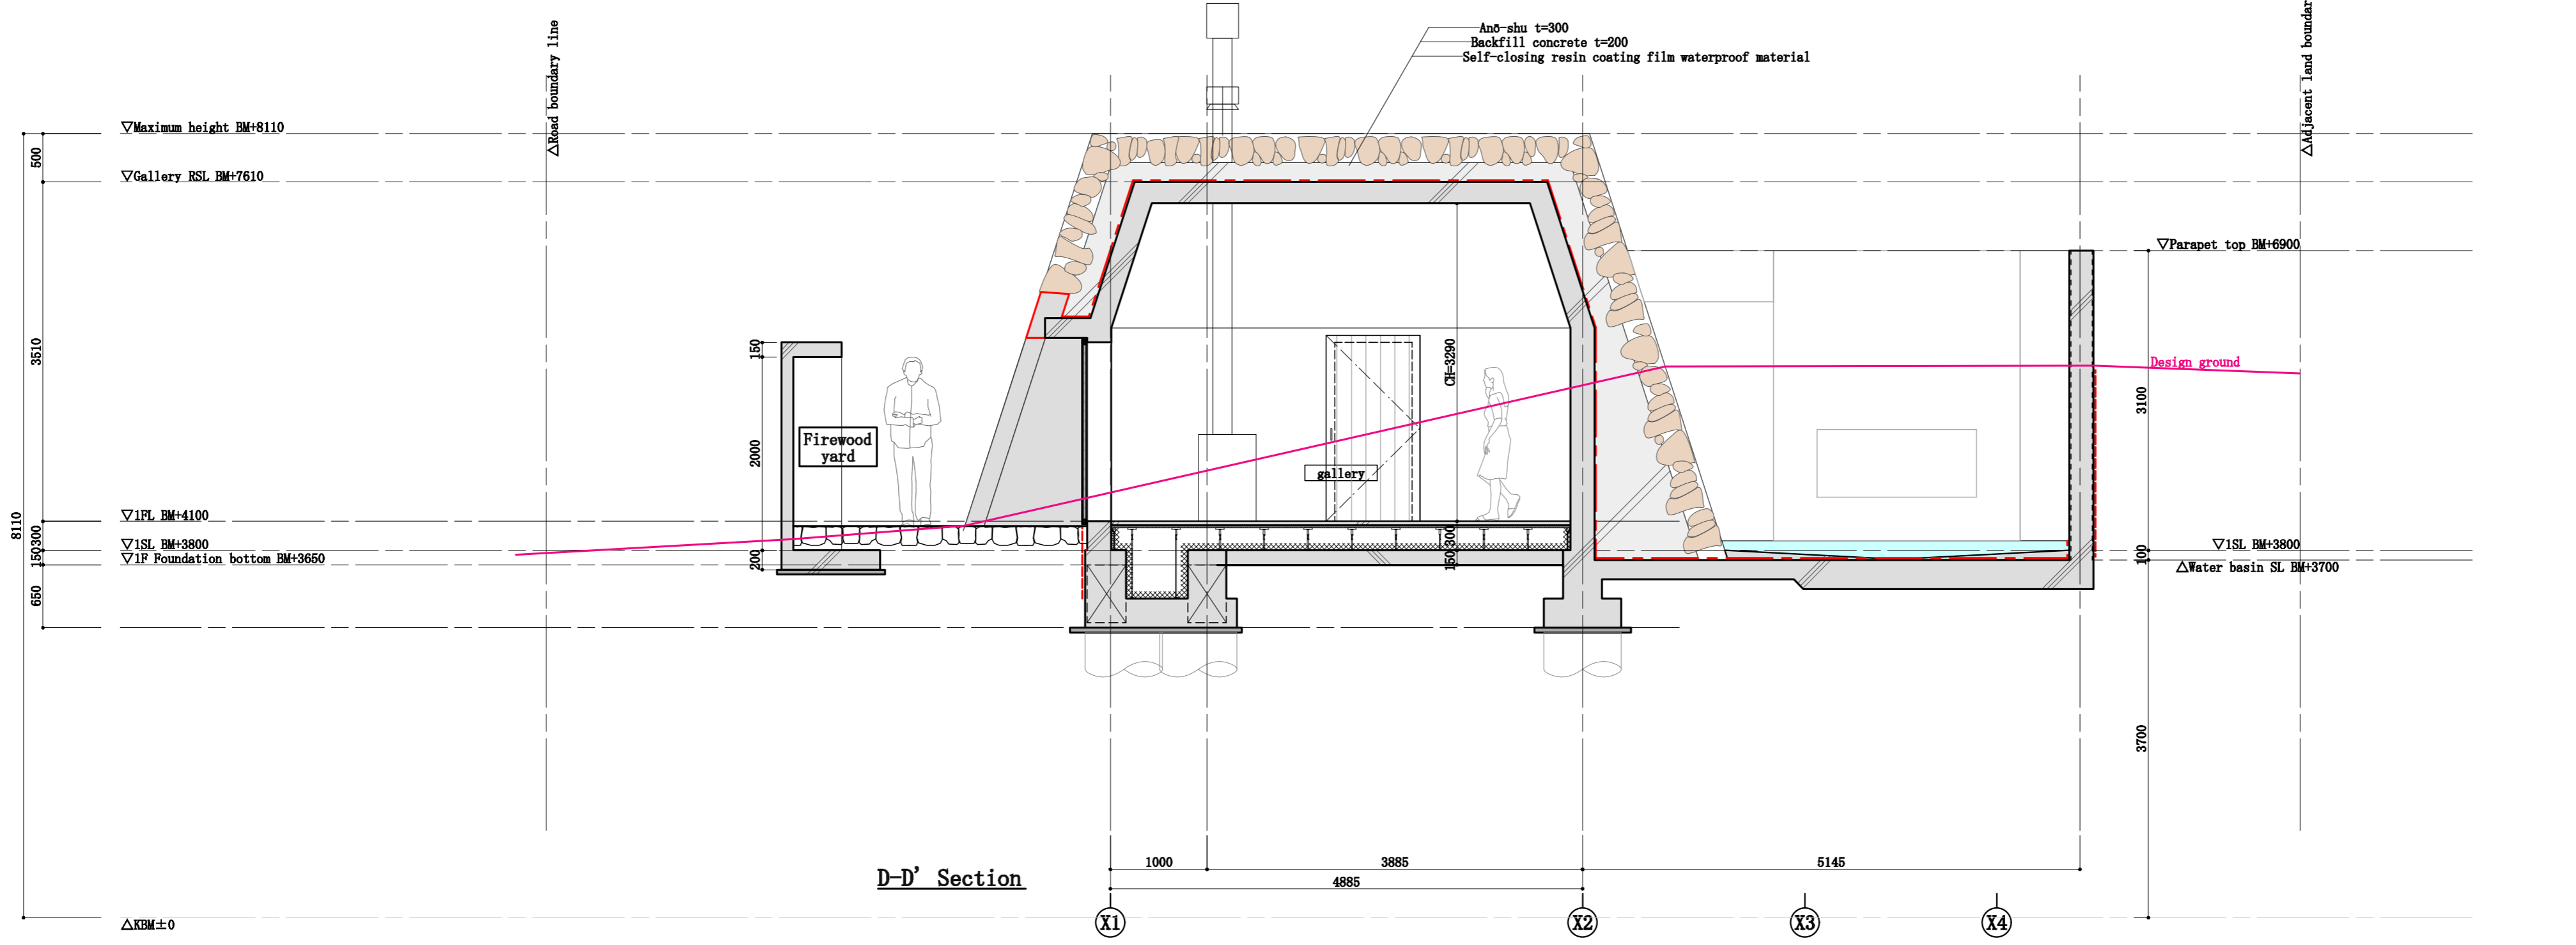 △Road boundary line
Anō-shu t=300
Backfill concrete t=200
Self-closing resin coating film waterproof material
△Adjacent land boundar
▽Maximum height BM+8110
500
▽Gallery RSL BM+7610
▽Parapet top BM+6900
3510
150
CH=3290
Design ground
3100
Firewood
yard
2000
gallery
8110
▽1FL BM+4100
300
▽1SL BM+3800
150
▽1F Foundation bottom BM+3650
200
300
150
▽1SL BM+3800
100
△Water basin SL BM+3700
650
3700
1000
3885
5145
D-D’ Section
4885
△KBM±0
X1
X2
X3
X4